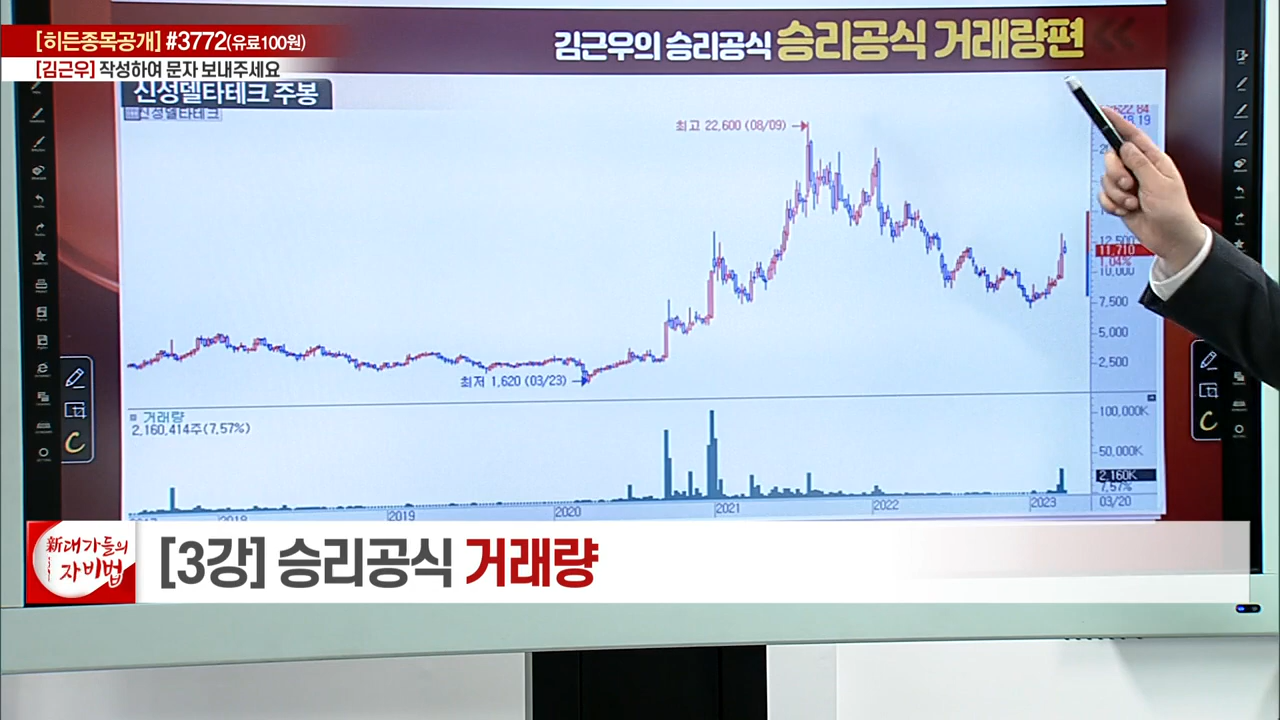 [히든종목공개] #3772(유료100원)
[김근우] 작성하여 문자 보내주세요
김근우의 승리공식 승리공식 거래량편
신성델타테크 주봉
신성델타테크
최고 22,600 (08/09)
12,500
11,710
1.04%
10,000
7,500
5,000
2,500
최저 1,620 (03/23)
거래량
2,160,414주(7.57%)
100,000K
50,000K
2,160K
7.57%
2018
2019
2020
2021
2022
2023
03/20
新대가들의
자비법
[3강] 승리공식 거래량